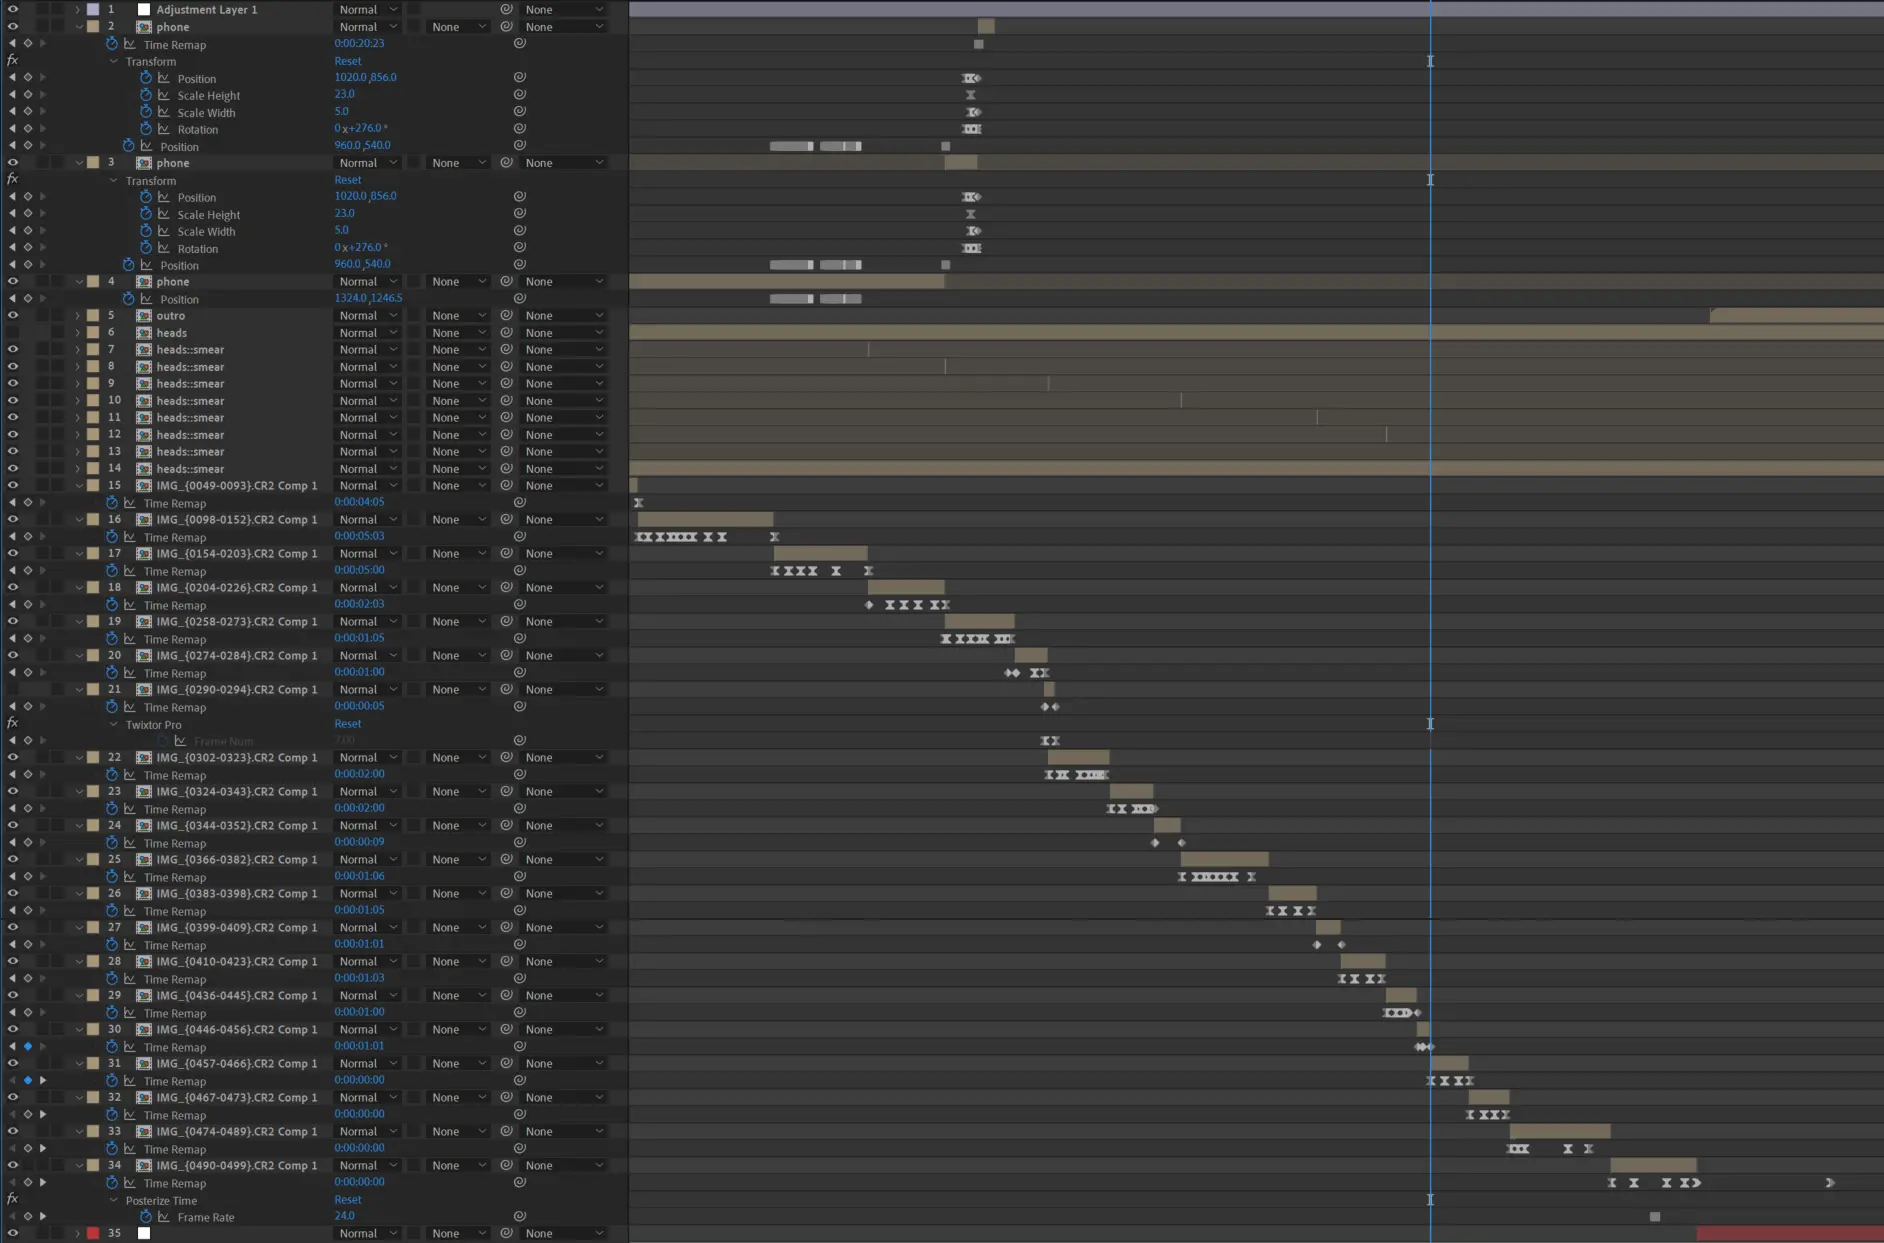 1 Adjustment Layer 1 Normal
2 phone Normal None None
Time Remap 0:00:20:23
fx Transform Reset
Position 1020.0,856.0
Scale Height 23.0
Scale Width 5.0
Rotation 0x+276.0°
Position 960.0,540.0
3 phone Normal None None
fx Transform Reset
Position 1020.0,856.0
Scale Height 23.0
Scale Width 5.0
Rotation 0x+276.0°
Position 960.0,540.0
4 phone Normal None None
Position 1324.0,1246.5
5 outro Normal None None
6 heads Normal None None
7 heads::smear Normal None None
8 heads::smear Normal None None
9 heads::smear Normal None None
10 heads::smear Normal None None
11 heads::smear Normal None None
12 heads::smear Normal None None
13 heads::smear Normal None None
14 heads::smear Normal None None
15 IMG_{0049-0093}.CR2 Comp 1 Normal None None
Time Remap 0:00:04:05
16 IMG_{0098-0152}.CR2 Comp 1 Normal None None
Time Remap 0:00:05:03
17 IMG_{0154-0203}.CR2 Comp 1 Normal None None
Time Remap 0:00:05:00
18 IMG_{0204-0226}.CR2 Comp 1 Normal None None
Time Remap 0:00:02:03
19 IMG_{0258-0273}.CR2 Comp 1 Normal None None
Time Remap 0:00:01:05
20 IMG_{0274-0284}.CR2 Comp 1 Normal None None
Time Remap 0:00:01:00
21 IMG_{0290-0294}.CR2 Comp 1 Normal None None
Time Remap 0:00:00:05
fx Twixtor Pro Reset
Frame Num 7.00
22 IMG_{0302-0323}.CR2 Comp 1 Normal None None
Time Remap 0:00:02:00
23 IMG_{0324-0343}.CR2 Comp 1 Normal None None
Time Remap 0:00:02:00
24 IMG_{0344-0352}.CR2 Comp 1 Normal None None
Time Remap 0:00:00:09
25 IMG_{0366-0382}.CR2 Comp 1 Normal None None
Time Remap 0:00:01:06
26 IMG_{0383-0398}.CR2 Comp 1 Normal None None
Time Remap 0:00:01:05
27 IMG_{0399-0409}.CR2 Comp 1 Normal None None
Time Remap 0:00:01:01
28 IMG_{0410-0423}.CR2 Comp 1 Normal None None
Time Remap 0:00:01:03
29 IMG_{0436-0445}.CR2 Comp 1 Normal None None
Time Remap 0:00:01:00
30 IMG_{0446-0456}.CR2 Comp 1 Normal None None
Time Remap 0:00:01:01
31 IMG_{0457-0466}.CR2 Comp 1 Normal None None
Time Remap 0:00:00:00
32 IMG_{0467-0473}.CR2 Comp 1 Normal None None
Time Remap 0:00:00:00
33 IMG_{0474-0489}.CR2 Comp 1 Normal None None
Time Remap 0:00:00:00
34 IMG_{0490-0499}.CR2 Comp 1 Normal None None
Time Remap 0:00:00:00
fx Posterize Time Reset
Frame Rate 24.0
35 Normal None None